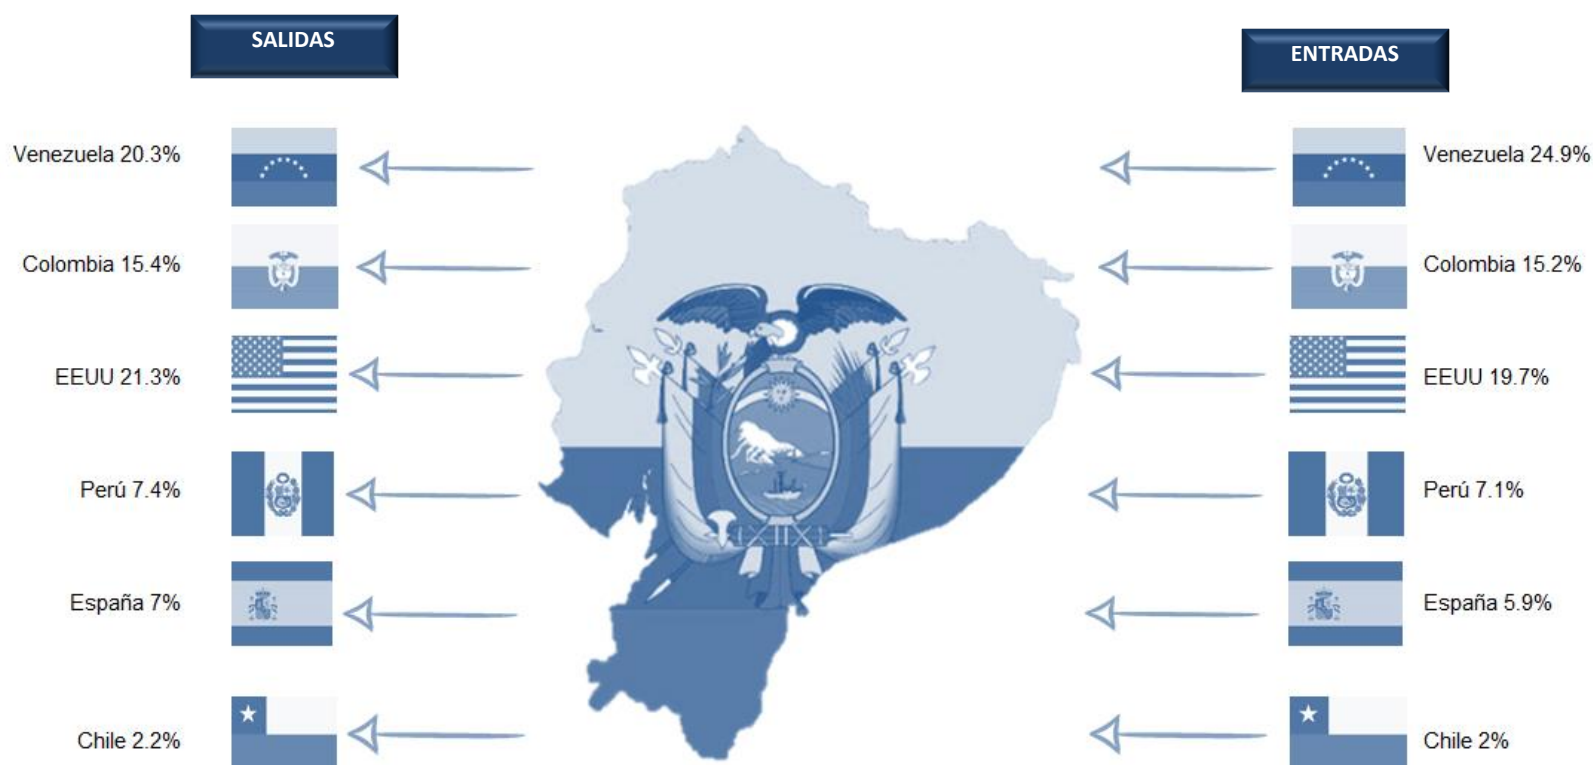 SALIDAS
ENTRADAS
Venezuela 20.3%
Venezuela 24.9%
Colombia 15.4%
Colombia 15.2%
EEUU 21.3%
EEUU 19.7%
Perú 7.4%
Perú 7.1%
España 7%
España 5.9%
Chile 2.2%
Chile 2%